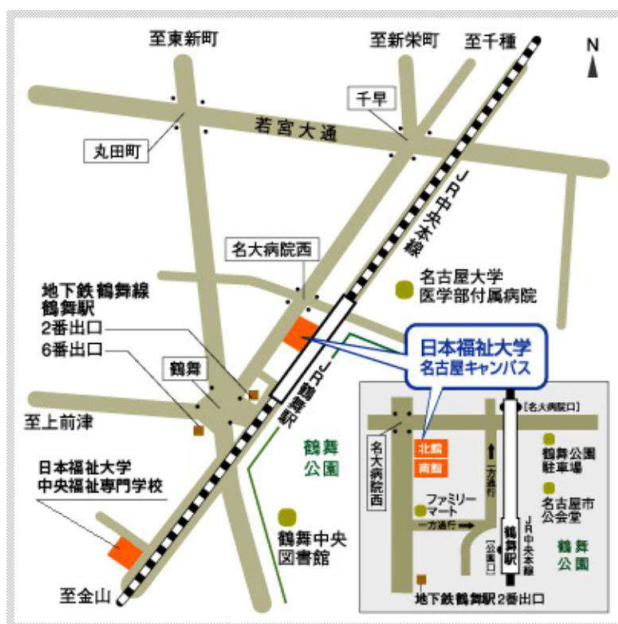 至東新町
至新栄町
至千種
N
千早
若宮大通
丸田町
JR中央本線
名大病院西
名古屋大学
医学部付属病院
地下鉄鶴舞線
鶴舞駅
2番出口
6番出口
鶴舞
日本福祉大学
名古屋キャンパス
JR鶴舞駅
至上前津
鶴舞
公園
日本福祉大学
中央福祉専門学校
鶴舞中央
図書館
至金山
[名大病院口]
名大病院西
北館
南館
一方通行
鶴舞公園
駐車場
ファミリー
マート
名古屋市
公会堂
一方通行
[公園口]
鶴舞駅
JR中央本線
鶴舞
公園
地下鉄鶴舞駅2番出口